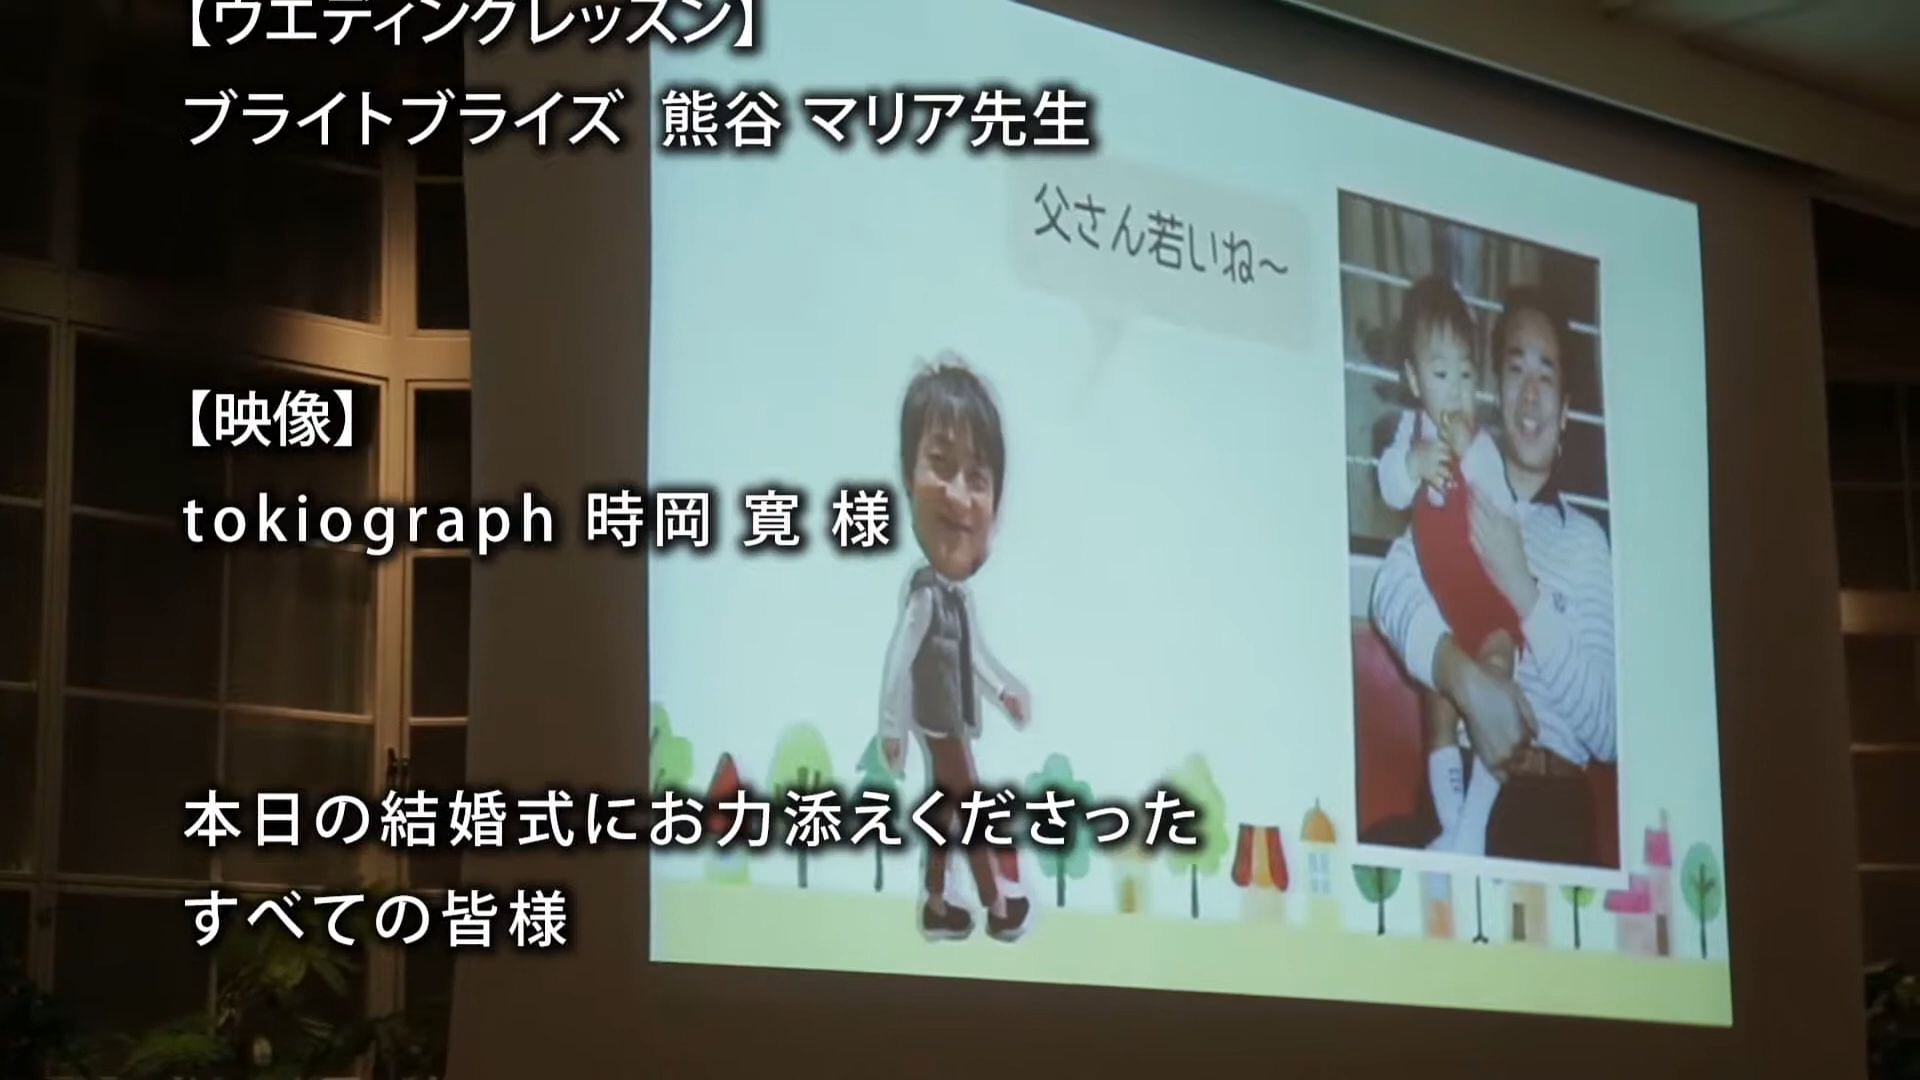 【ウエディングレッスン】
ブライトブライズ 熊谷 マリア先生
父さん若いね～
【映像】
tokiograph 時岡 寛 様
本日の結婚式にお力添えくださった
すべての皆様